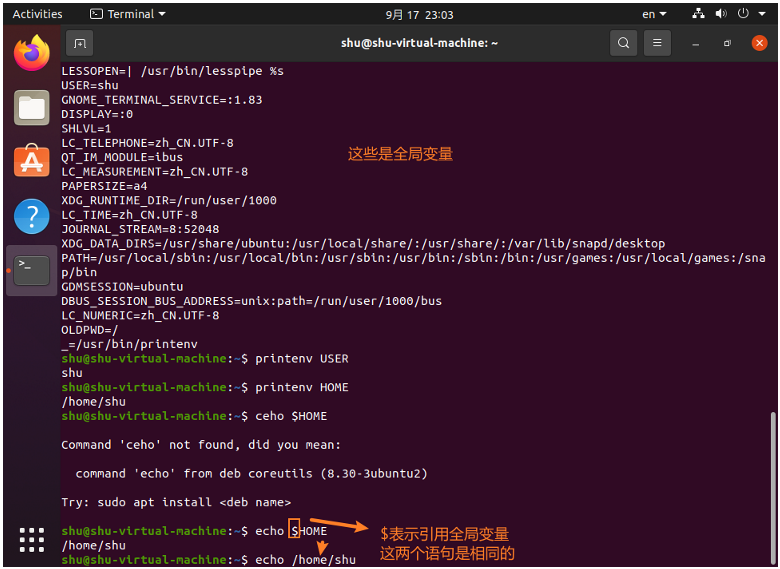 Activities
Terminal
9月 17 23:03
en
shu@shu-virtual-machine: ~
LESSOPEN=| /usr/bin/lesspipe %s
USER=shu
GNOME_TERMINAL_SERVICE=:1.83
DISPLAY=:0
SHLVL=1
LC_TELEPHONE=zh_CN.UTF-8
QT_IM_MODULE=ibus
这些是全局变量
LC_MEASUREMENT=zh_CN.UTF-8
PAPERSIZE=a4
XDG_RUNTIME_DIR=/run/user/1000
LC_TIME=zh_CN.UTF-8
JOURNAL_STREAM=8:52048
XDG_DATA_DIRS=/usr/share/ubuntu:/usr/local/share/:/usr/share/:/var/lib/snapd/desktop
PATH=/usr/local/sbin:/usr/local/bin:/usr/sbin:/usr/bin:/sbin:/bin:/usr/games:/usr/local/games:/sna
p/bin
GDMSESSION=ubuntu
DBUS_SESSION_BUS_ADDRESS=unix:path=/run/user/1000/bus
LC_NUMERIC=zh_CN.UTF-8
OLDPWD=/
_=/usr/bin/printenv
shu@shu-virtual-machine:~$ printenv USER
shu
shu@shu-virtual-machine:~$ printenv HOME
/home/shu
shu@shu-virtual-machine:~$ ceho $HOME
Command 'ceho' not found, did you mean:
command 'echo' from deb coreutils (8.30-3ubuntu2)
Try: sudo apt install <deb name>
shu@shu-virtual-machine:~$ echo $HOME
$表示引用全局变量
/home/shu
这两个语句是相同的
shu@shu-virtual-machine:~$ echo /home/shu